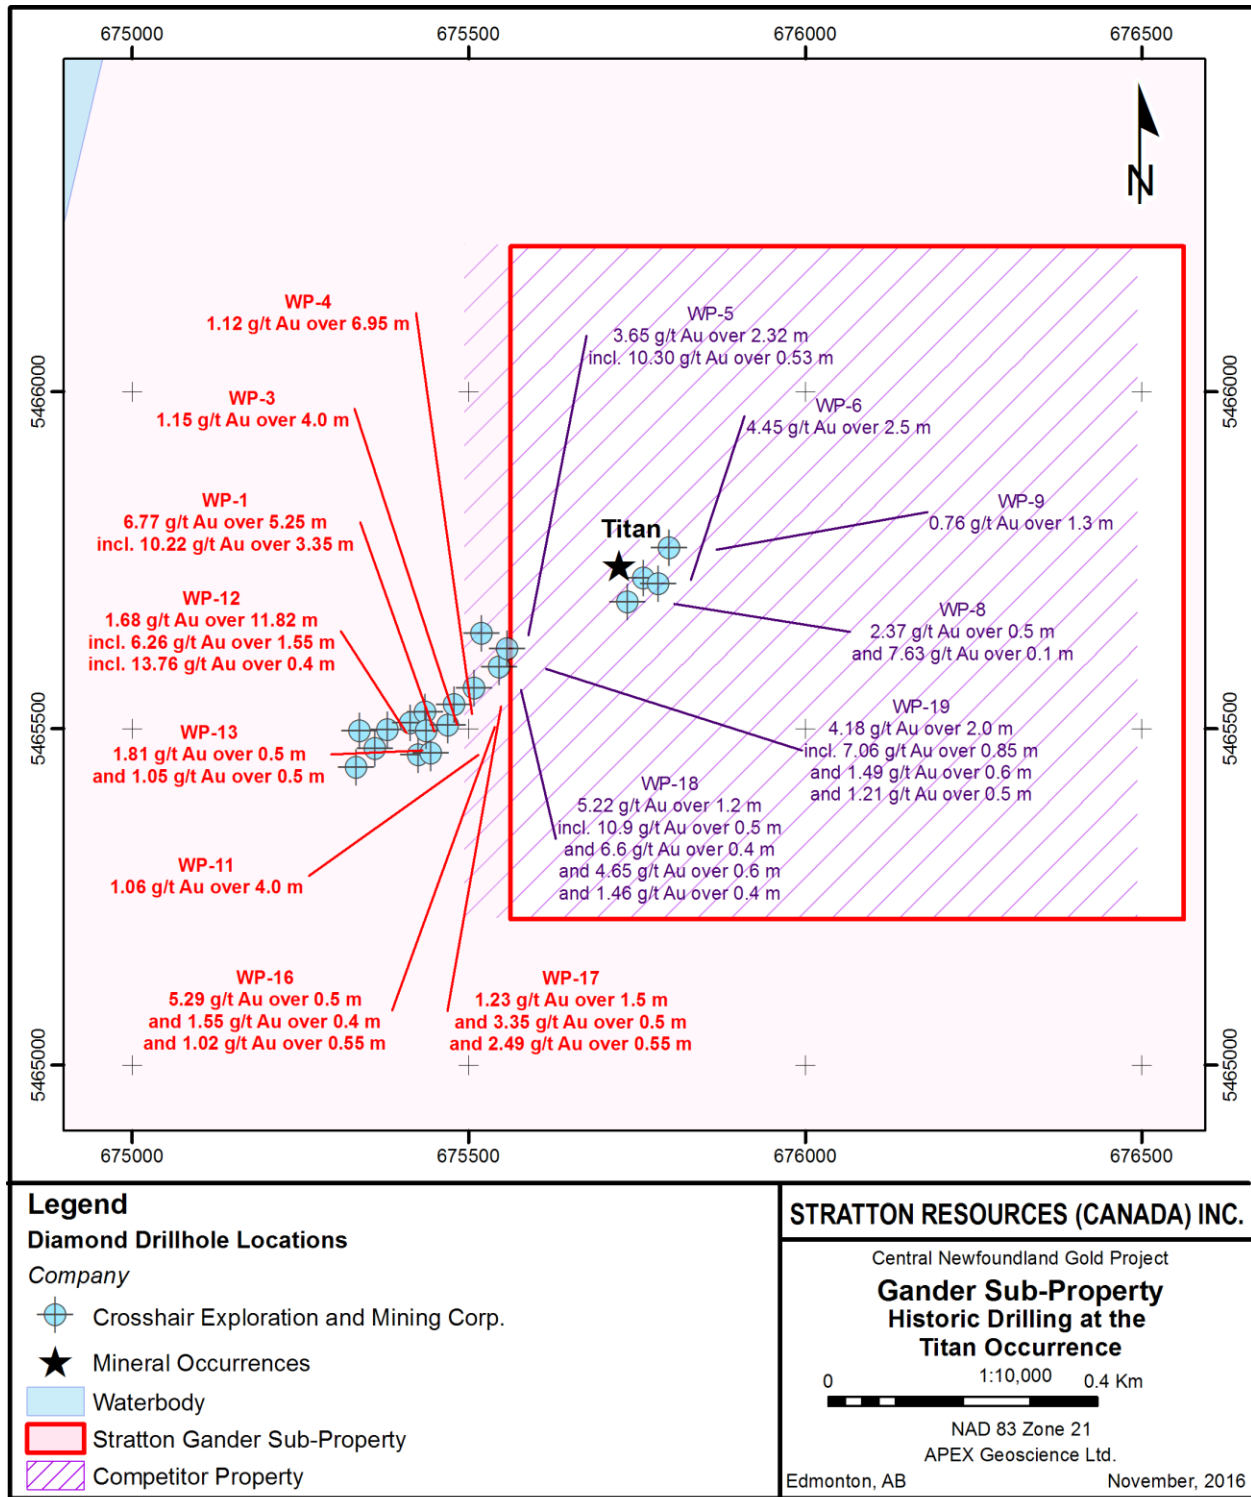 675000
675500
676000
676500
N
WP-4
1.12 g/t Au over 6.95 m
WP-5
3.65 g/t Au over 2.32 m
incl. 10.30 g/t Au over 0.53 m
5466000
5466000
WP-3
1.15 g/t Au over 4.0 m
WP-6
4.45 g/t Au over 2.5 m
WP-1
6.77 g/t Au over 5.25 m
incl. 10.22 g/t Au over 3.35 m
WP-9
0.76 g/t Au over 1.3 m
Titan
WP-12
1.68 g/t Au over 11.82 m
incl. 6.26 g/t Au over 1.55 m
incl. 13.76 g/t Au over 0.4 m
WP-8
2.37 g/t Au over 0.5 m
and 7.63 g/t Au over 0.1 m
5465500
5465500
WP-13
1.81 g/t Au over 0.5 m
and 1.05 g/t Au over 0.5 m
WP-19
4.18 g/t Au over 2.0 m
incl. 7.06 g/t Au over 0.85 m
and 1.49 g/t Au over 0.6 m
and 1.21 g/t Au over 0.5 m
WP-18
5.22 g/t Au over 1.2 m
incl. 10.9 g/t Au over 0.5 m
and 6.6 g/t Au over 0.4 m
and 4.65 g/t Au over 0.6 m
and 1.46 g/t Au over 0.4 m
WP-11
1.06 g/t Au over 4.0 m
WP-16
5.29 g/t Au over 0.5 m
and 1.55 g/t Au over 0.4 m
and 1.02 g/t Au over 0.55 m
WP-17
1.23 g/t Au over 1.5 m
and 3.35 g/t Au over 0.5 m
and 2.49 g/t Au over 0.55 m
5465000
5465000
675000
675500
676000
676500
Legend
Diamond Drillhole Locations
Company
Crosshair Exploration and Mining Corp.
Mineral Occurrences
Waterbody
Stratton Gander Sub-Property
Competitor Property
STRATTON RESOURCES (CANADA) INC.
Central Newfoundland Gold Project
Gander Sub-Property
Historic Drilling at the
Titan Occurrence
0 1:10,000 0.4 Km
NAD 83 Zone 21
APEX Geoscience Ltd.
Edmonton, AB November, 2016